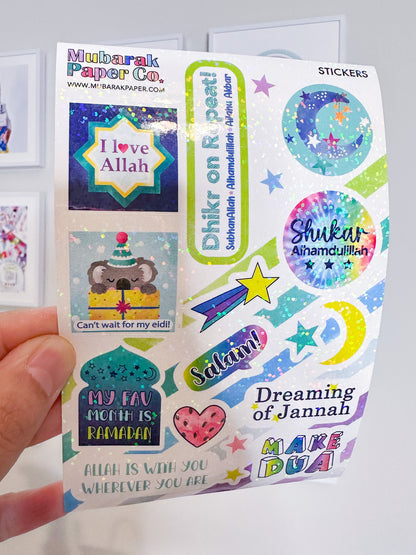 Mubarak
Paper Co.
WWW.MUBARAKPAPER.COM
STICKERS
I love
Allah
Dhikr on Repeat!
SubhanAllah★Alhamdulillah★Allahu Akbar
Shukar
Alhamdulillah
Can't wait for my eidi!
Salam!
MY FAV
MONTH IS
RAMADAN
Dreaming
of Jannah
MAKE
DUA
ALLAH IS WITH YOU
WHEREVER YOU ARE